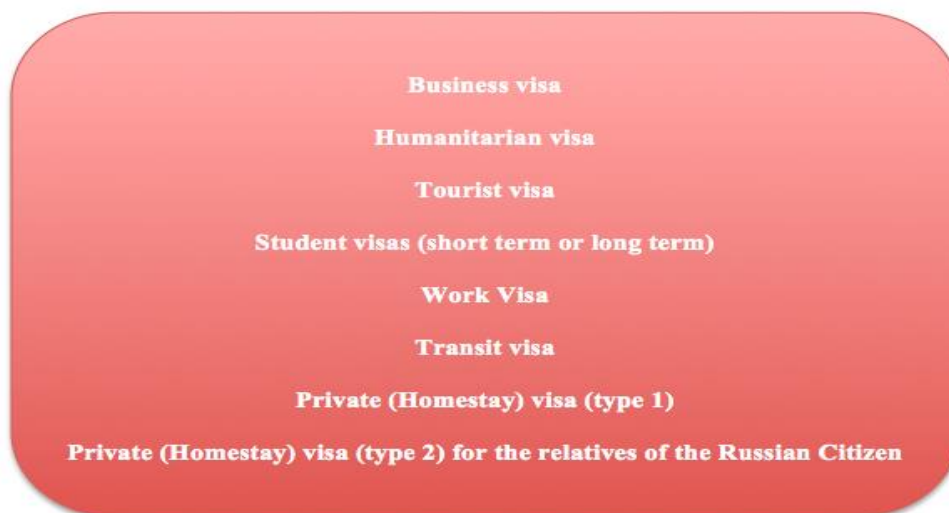 Business visa
Humanitarian visa
Tourist visa
Student visas (short term or long term)
Work Visa
Transit visa
Private (Homestay) visa (type 1)
Private (Homestay) visa (type 2) for the relatives of the Russian Citizen